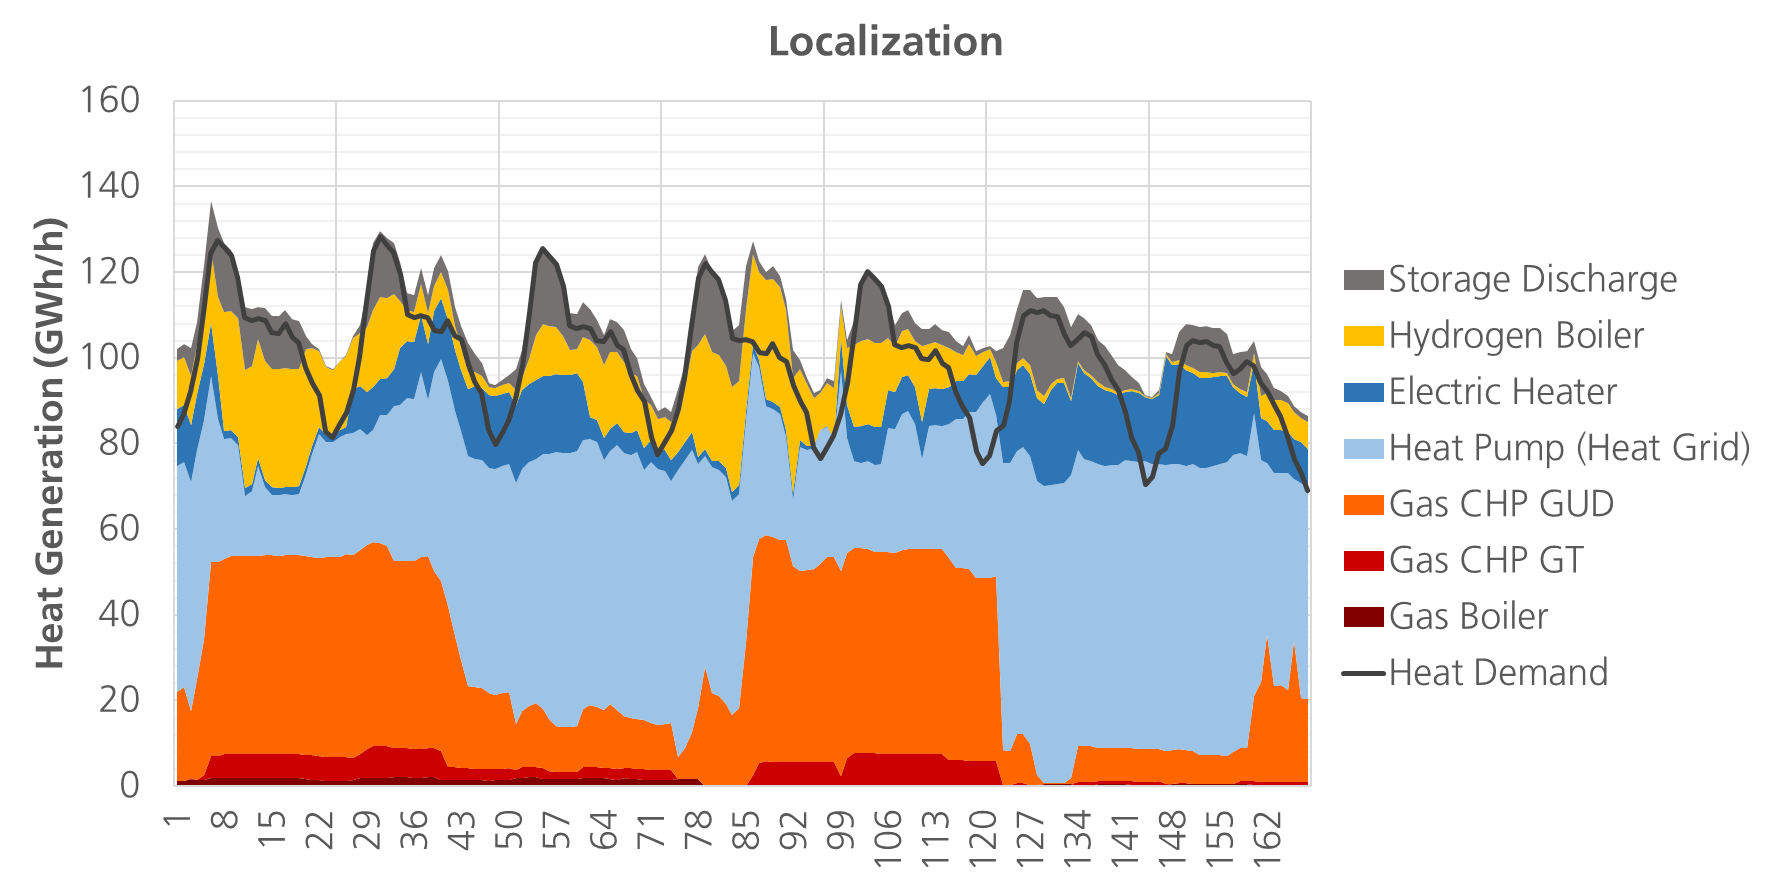 Localization
Heat Generation (GWh/h)
160
140
120
100
80
60
40
20
0
1 8 15 22 29 36 43 50 57 64 71 78 85 92 99 106 113 120 127 134 141 148 155 162
Storage Discharge
Hydrogen Boiler
Electric Heater
Heat Pump (Heat Grid)
Gas CHP GUD
Gas CHP GT
Gas Boiler
Heat Demand